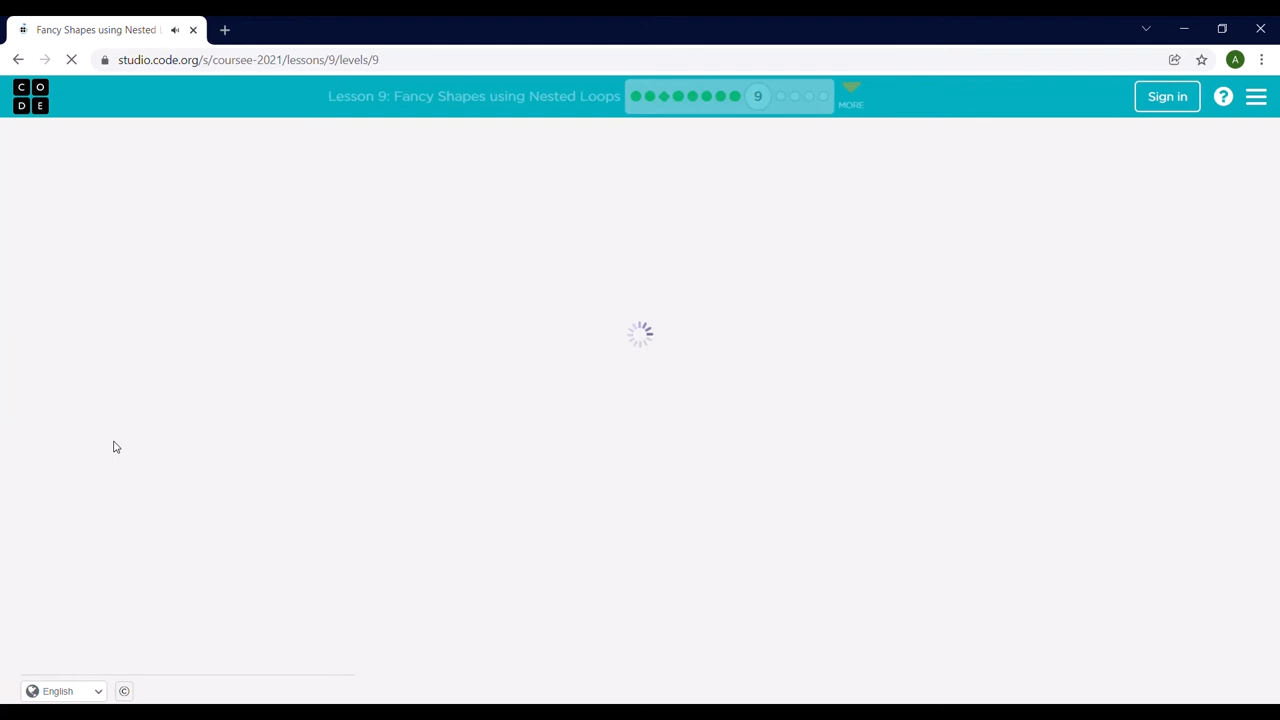 Fancy Shapes using Nested L
studio.code.org/s/coursee-2021/lessons/9/levels/9
A
C O
D E
Lesson 9: Fancy Shapes using Nested Loops
9
MORE
Sign in
?
English
©